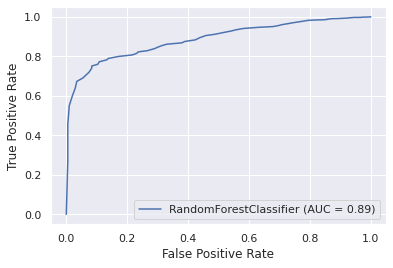 1.0
0.8
0.6
0.4
0.2
0.0
True Positive Rate
RandomForestClassifier (AUC = 0.89)
0.0 0.2 0.4 0.6 0.8 1.0
False Positive Rate